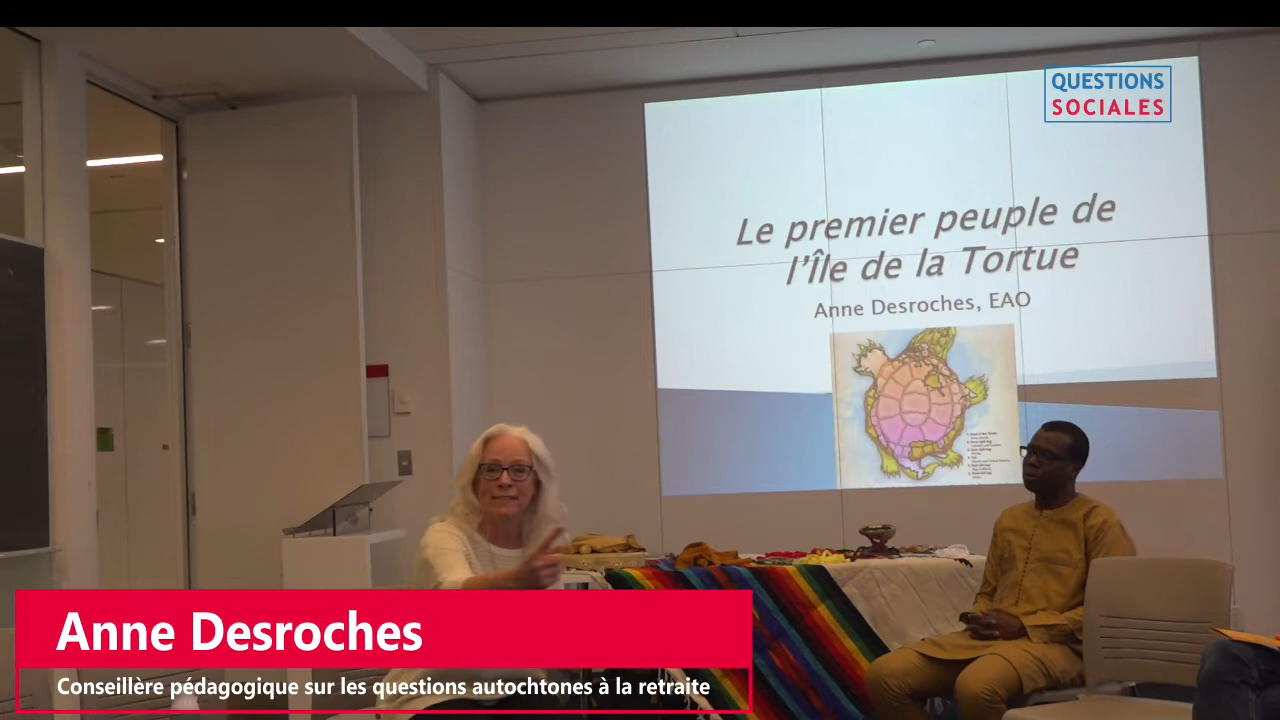 QUESTIONS
SOCIALES
Le premier peuple de
l'Île de la Tortue
Anne Desroches, EAO
Anne Desroches
Conseillère pédagogique sur les questions autochtones à la retraite